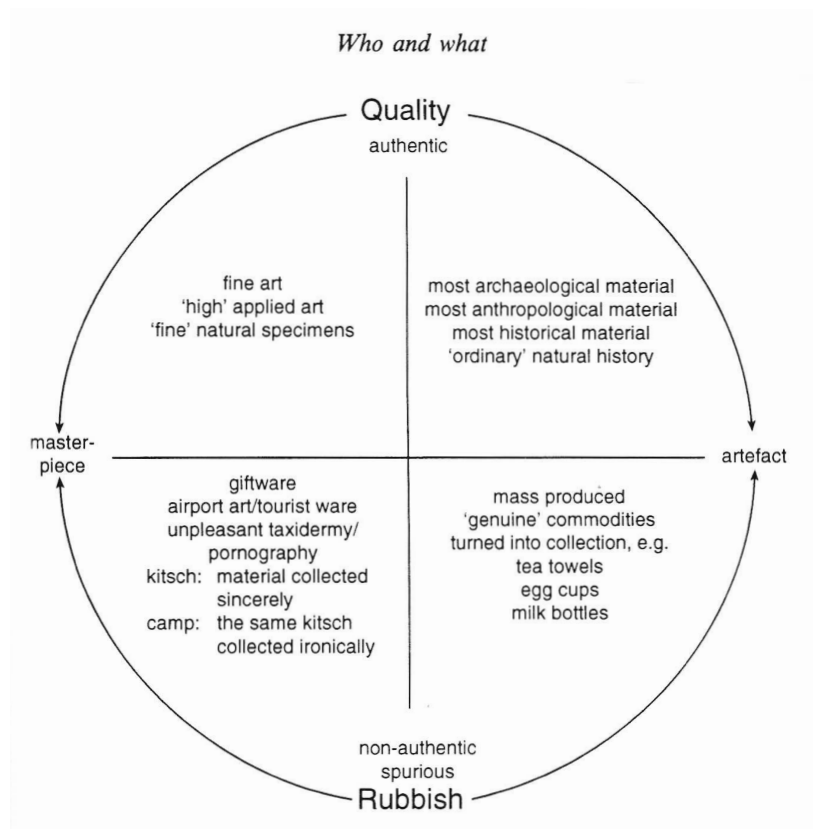 Who and what
Quality
authentic
fine art
'high' applied art
'fine' natural specimens
most archaeological material
most anthropological material
most historical material
'ordinary' natural history
master-
piece
artefact
giftware
airport art/tourist ware
unpleasant taxidermy/
pornography
kitsch: material collected
sincerely
camp: the same kitsch
collected ironically
mass produced
'genuine' commodities
turned into collection, e.g.
tea towels
egg cups
milk bottles
non-authentic
spurious
Rubbish